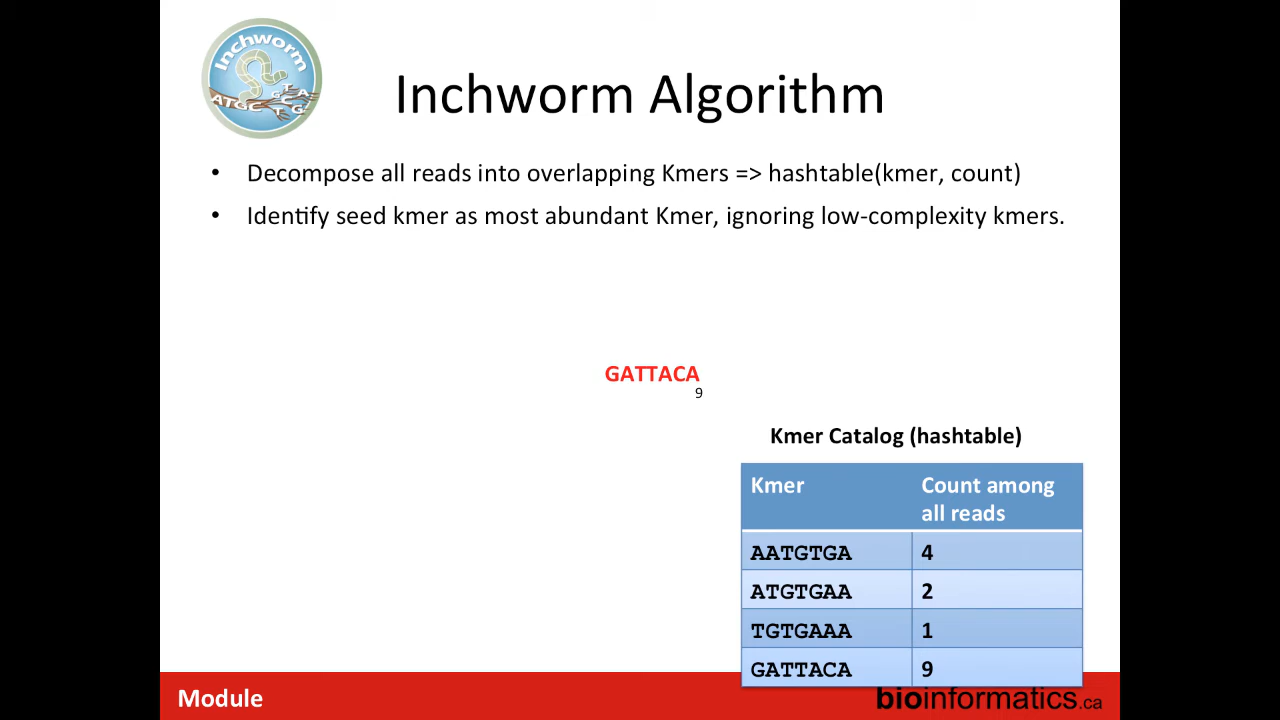 Inchworm
ATGC
Inchworm Algorithm
• Decompose all reads into overlapping Kmers => hashtable(kmer, count)
• Identify seed kmer as most abundant Kmer, ignoring low-complexity kmers.
GATTACA
9
Kmer Catalog (hashtable)
Kmer Count among
all reads
AATGTGA 4
ATGTGAA 2
TGTGAAA 1
GATTACA 9
Module
bioinformatics.ca